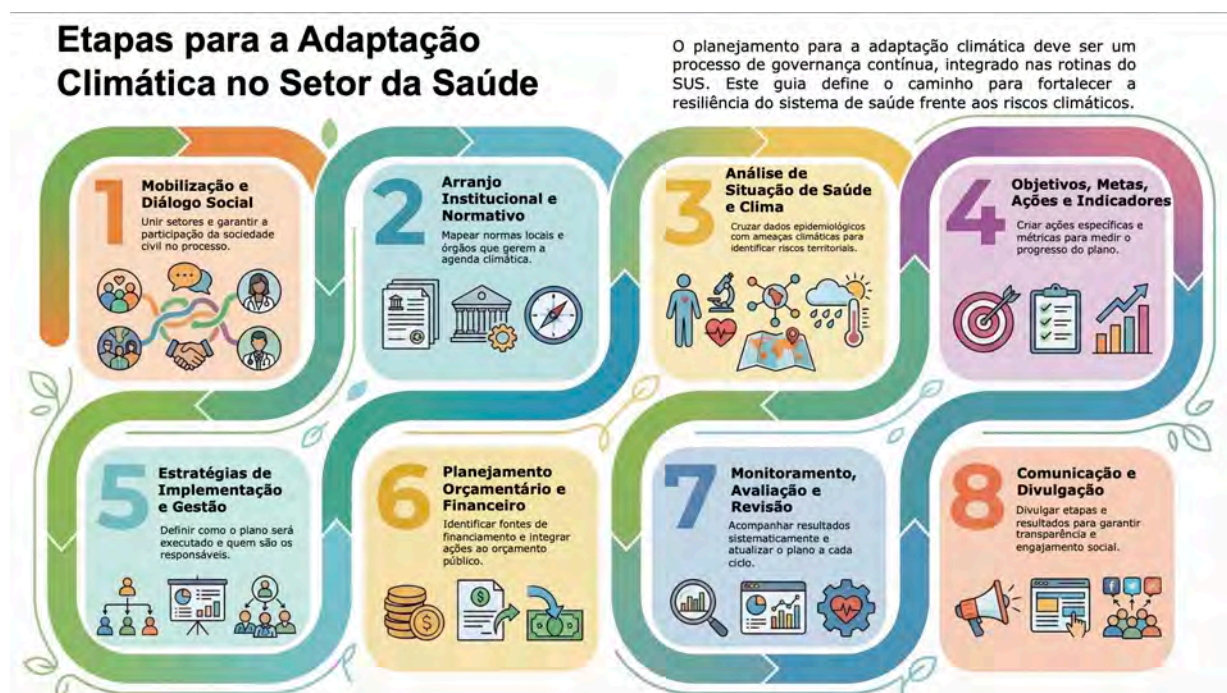 Etapas para a Adaptação
Climática no Setor da Saúde
O planejamento para a adaptação climática deve ser um
processo de governança contínua, integrado nas rotinas do
SUS. Este guia define o caminho para fortalecer a
resiliência do sistema de saúde frente aos riscos climáticos.
1
Mobilização e
Diálogo Social
Unir setores e garantir a
participação da sociedade
civil no processo.
2
Arranjo
Institucional e
Normativo
Mapear normas locais e
órgãos que gerem a
agenda climática.
3
Análise de
Situação de Saúde
e Clima
Cruzar dados epidemiológicos
com ameaças climáticas para
identificar riscos territoriais.
4
Objetivos, Metas,
Ações e Indicadores
Criar ações específicas e
métricas para medir o
progresso do plano.
5
Estratégias de
Implementação
e Gestão
Definir como o plano será
executado e quem são os
responsáveis.
6
Planejamento
Orçamentário e
Financeiro
Identificar fontes de
financiamento e integrar
ações ao orçamento
público.
7
Monitoramento,
Avaliação e
Revisão
Acompanhar resultados
sistematicamente e
atualizar o plano a cada
ciclo.
8
Comunicação e
Divulgação
Divulgar etapas e
resultados para garantir
transparência e
engajamento social.